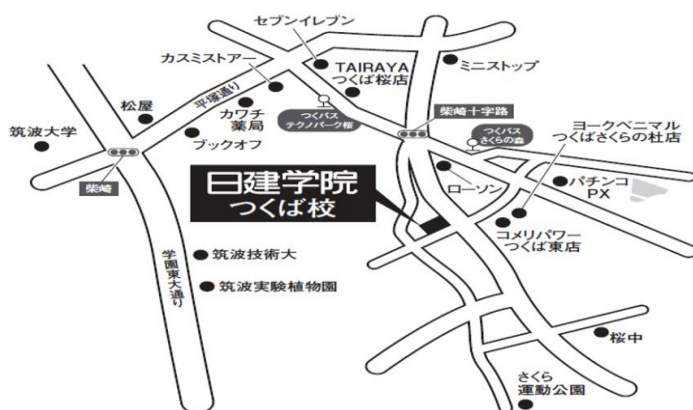 セブンイレブン
カスミストアー
TAIRAYA
つくば桜店
ミニストップ
松屋
平塚通り
カワチ
薬局
つくバス
テクノパーク桜
柴崎十字路
ヨークベニマル
つくばさくらの杜店
筑波大学
ブックオフ
つくバス
さくらの森
柴崎
日建学院
つくば校
ローソン
パチンコ
PX
コメリパワー
つくば東店
学園東大通り
筑波技術大
筑波実験植物園
桜中
さくら
運動公園